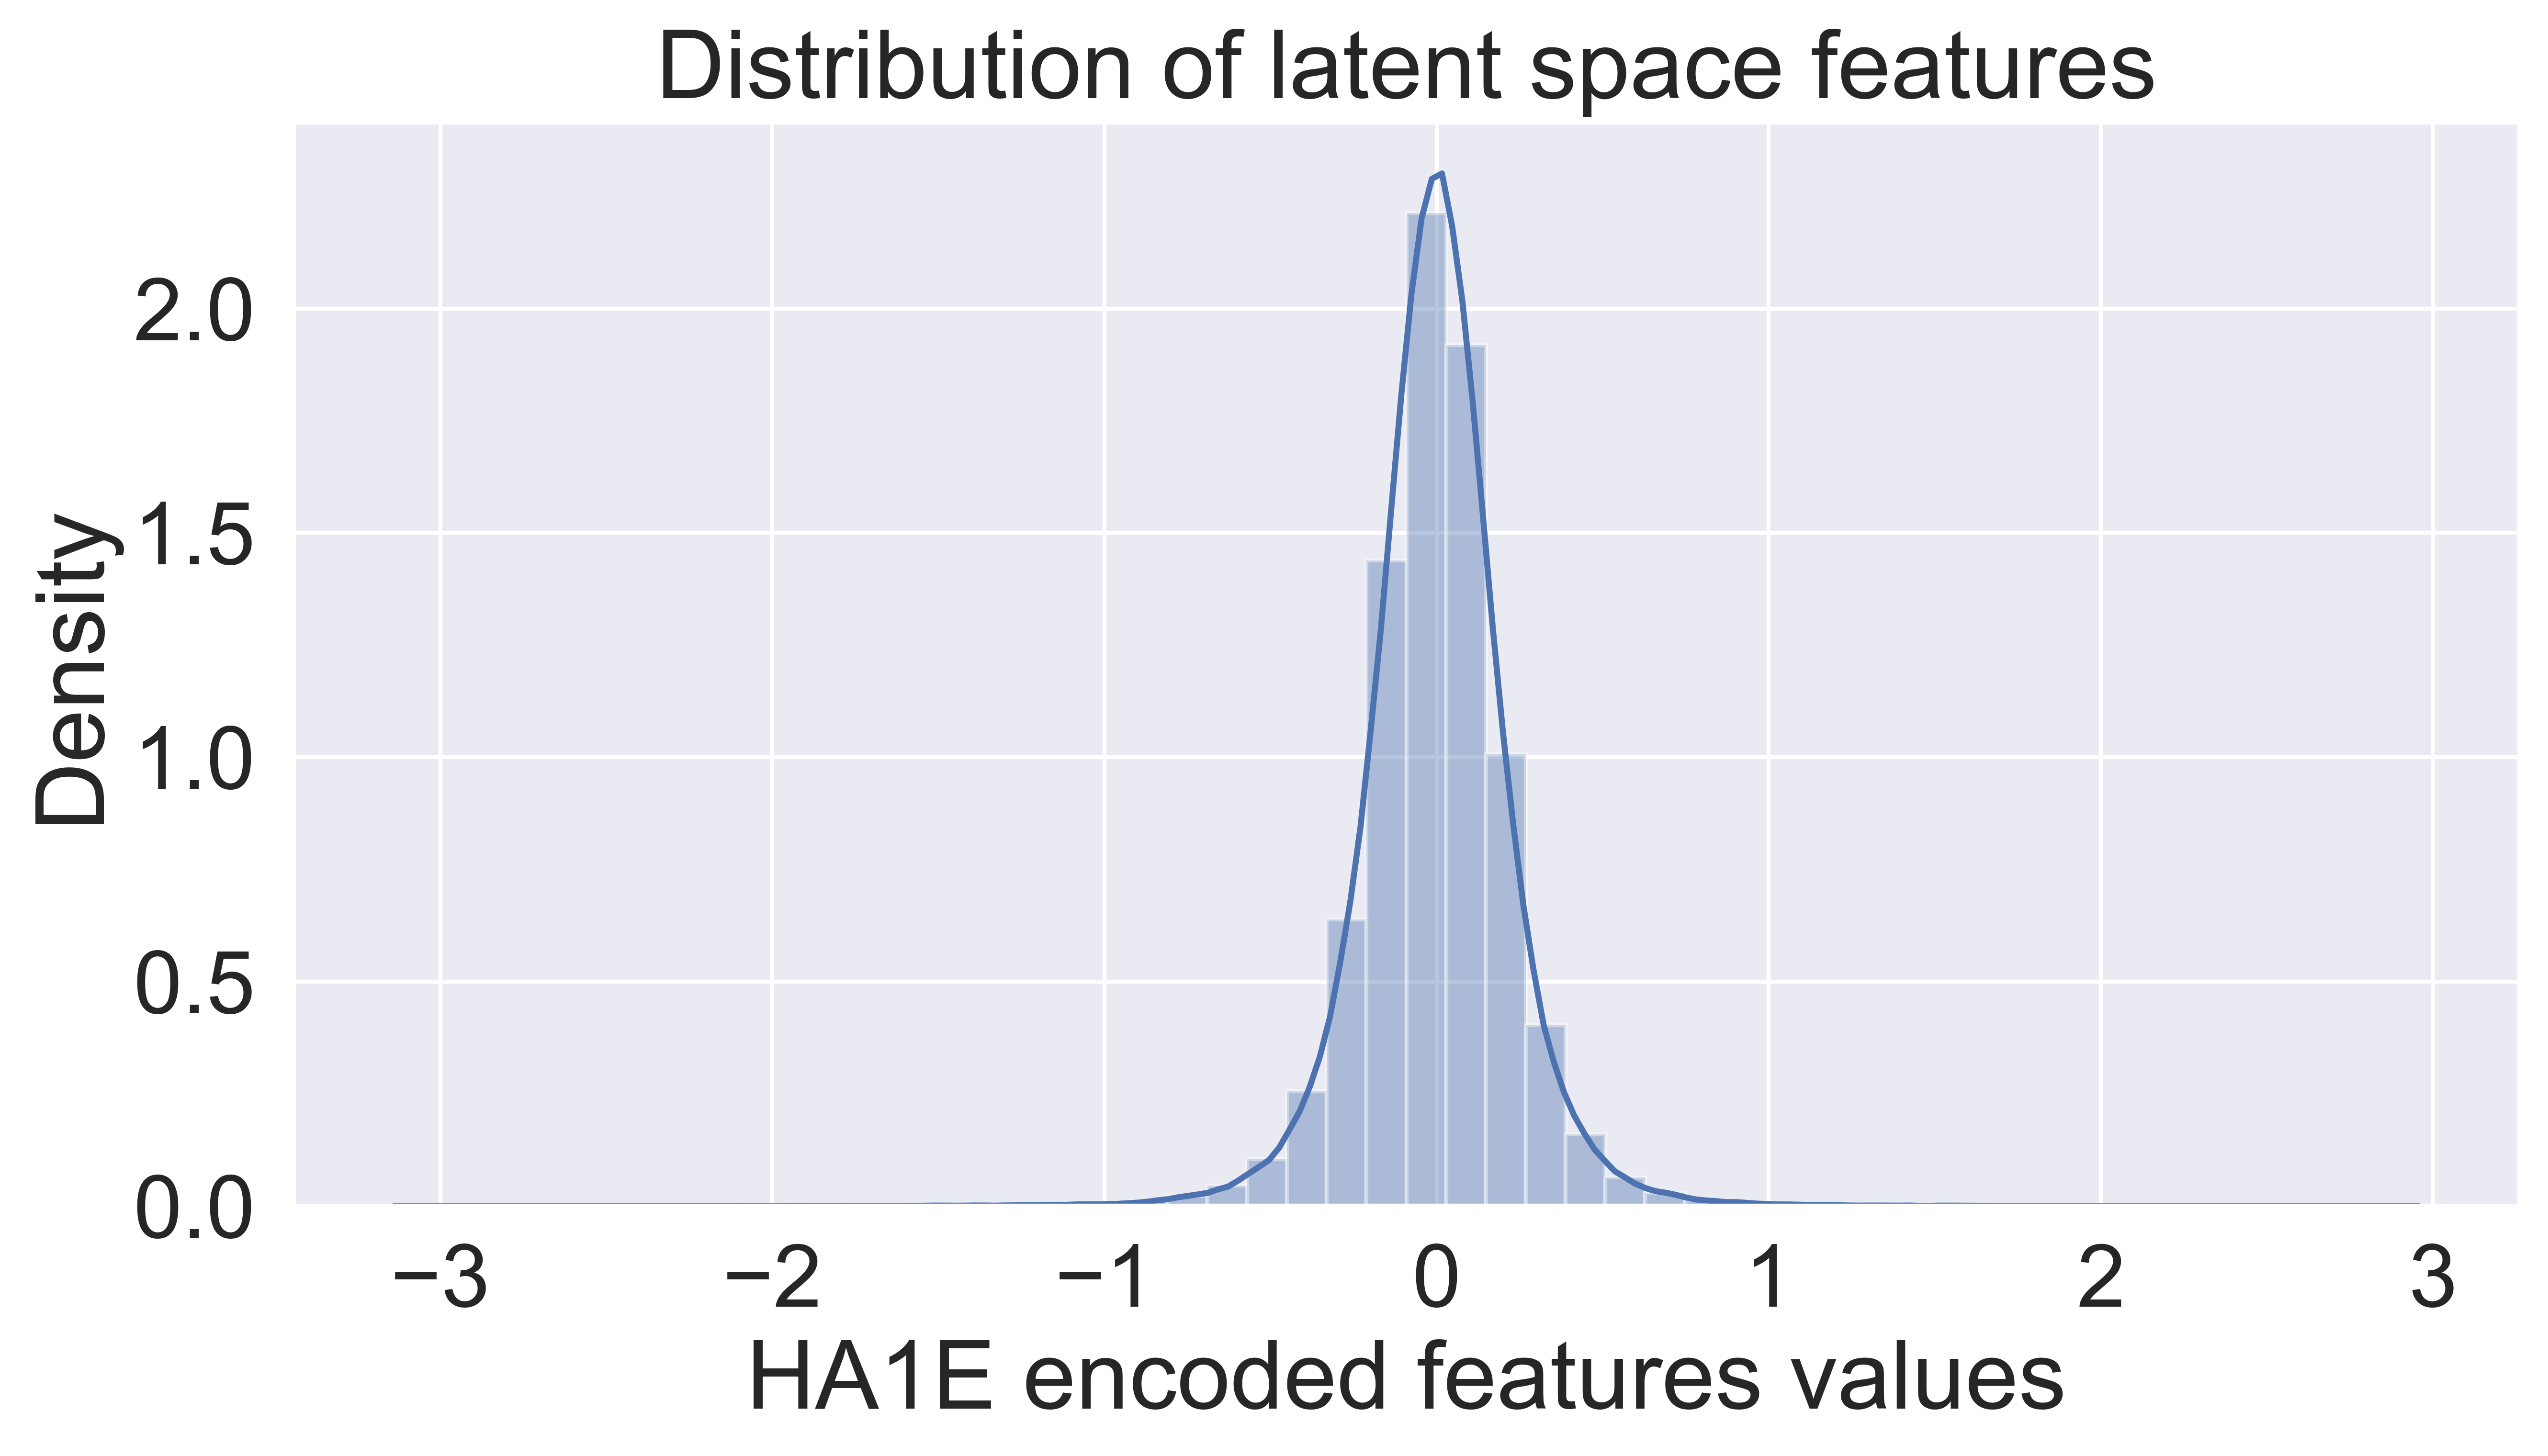 Distribution of latent space features
Density
2.0
1.5
1.0
0.5
0.0
−3 −2 −1 0 1 2 3
HA1E encoded features values